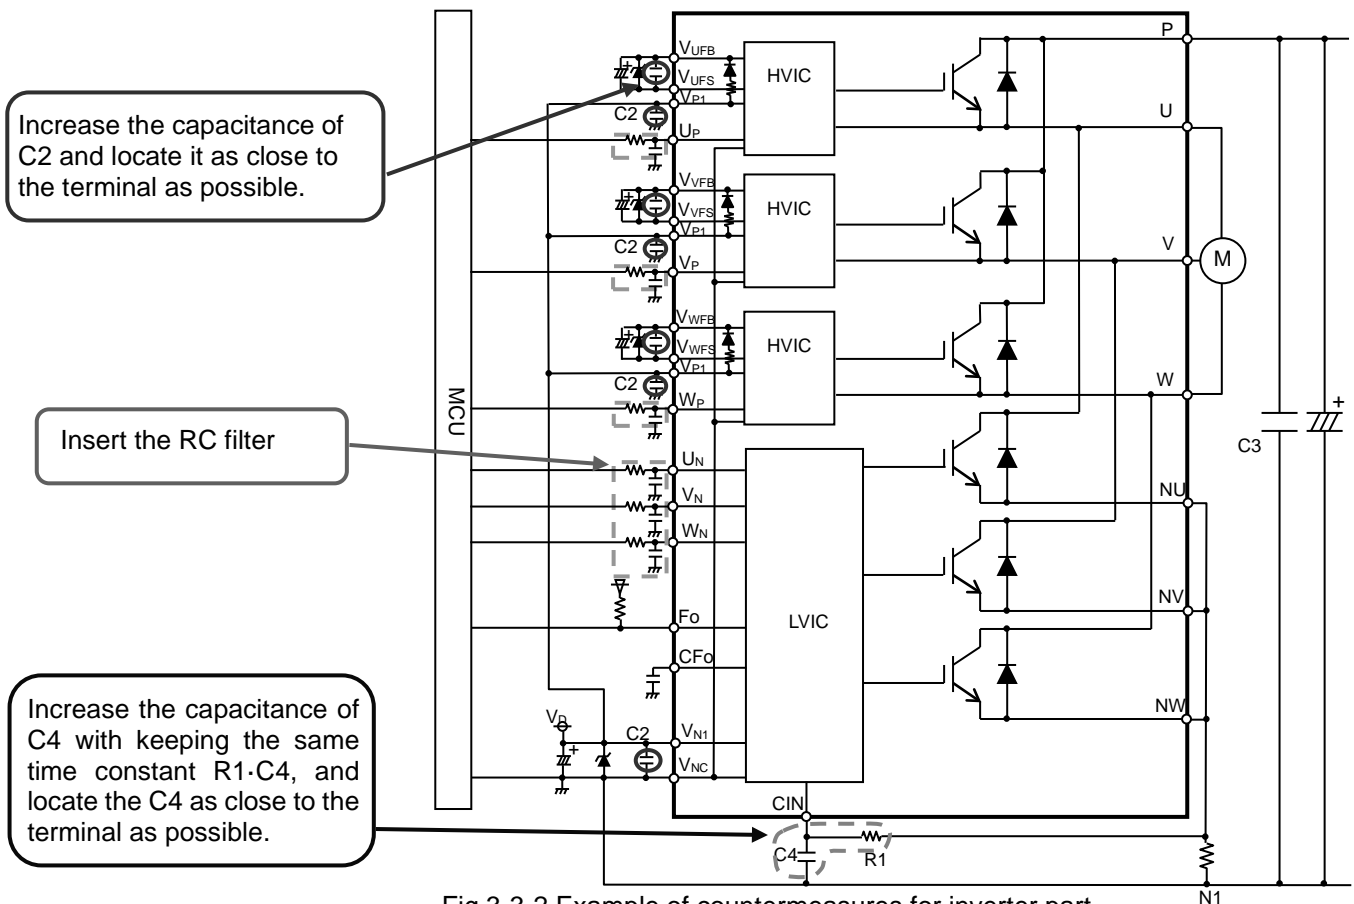 Increase the capacitance of
C2 and locate it as close to
the terminal as possible.
Insert the RC filter
Increase the capacitance of
C4 with keeping the same
time constant R1·C4, and
locate the C4 as close to the
terminal as possible.
MCU
VUFB
VUFS
VP1
C2
UP
HVIC
VVFB
VVFS
VP1
C2
VP
HVIC
VWFB
VWFS
VP1
C2
WP
HVIC
UN
VN
WN
Fo
CFo
LVIC
VD
C2
VN1
VNC
CIN
C4
R1
P
U
V
M
W
NU
NV
NW
C3
+
N1
Fig.3-3-2 Example of countermeasures for inverter part